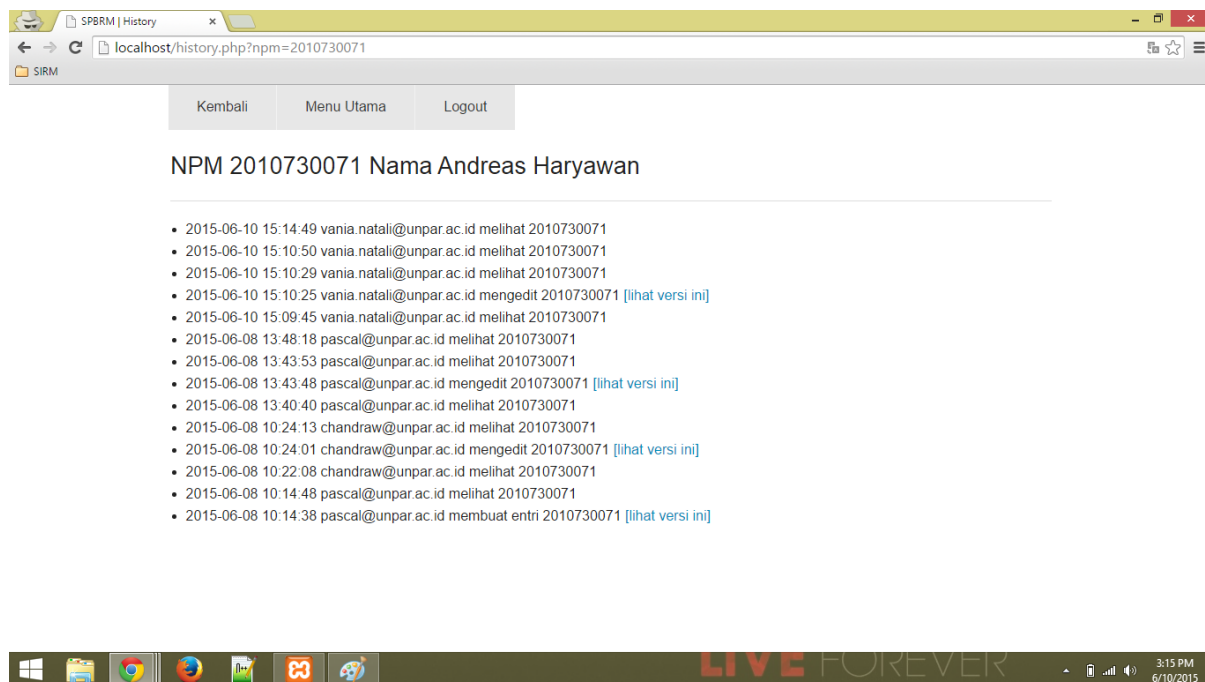 SPBRM | History
localhost/history.php?npm=2010730071
SIRM
Kembali Menu Utama Logout
NPM 2010730071 Nama Andreas Haryawan
2015-06-10 15:14:49 vania.natali@unpar.ac.id melihat 2010730071
2015-06-10 15:10:50 vania.natali@unpar.ac.id melihat 2010730071
2015-06-10 15:10:29 vania.natali@unpar.ac.id melihat 2010730071
2015-06-10 15:10:25 vania.natali@unpar.ac.id mengedit 2010730071 [lihat versi ini]
2015-06-10 15:09:45 vania.natali@unpar.ac.id melihat 2010730071
2015-06-08 13:48:18 pascal@unpar.ac.id melihat 2010730071
2015-06-08 13:43:53 pascal@unpar.ac.id melihat 2010730071
2015-06-08 13:43:48 pascal@unpar.ac.id mengedit 2010730071 [lihat versi ini]
2015-06-08 13:40:40 pascal@unpar.ac.id melihat 2010730071
2015-06-08 10:24:13 chandraw@unpar.ac.id melihat 2010730071
2015-06-08 10:24:01 chandraw@unpar.ac.id mengedit 2010730071 [lihat versi ini]
2015-06-08 10:22:08 chandraw@unpar.ac.id melihat 2010730071
2015-06-08 10:14:48 pascal@unpar.ac.id melihat 2010730071
2015-06-08 10:14:38 pascal@unpar.ac.id membuat entri 2010730071 [lihat versi ini]
LIVE FOREVER
3:15 PM
6/10/2015